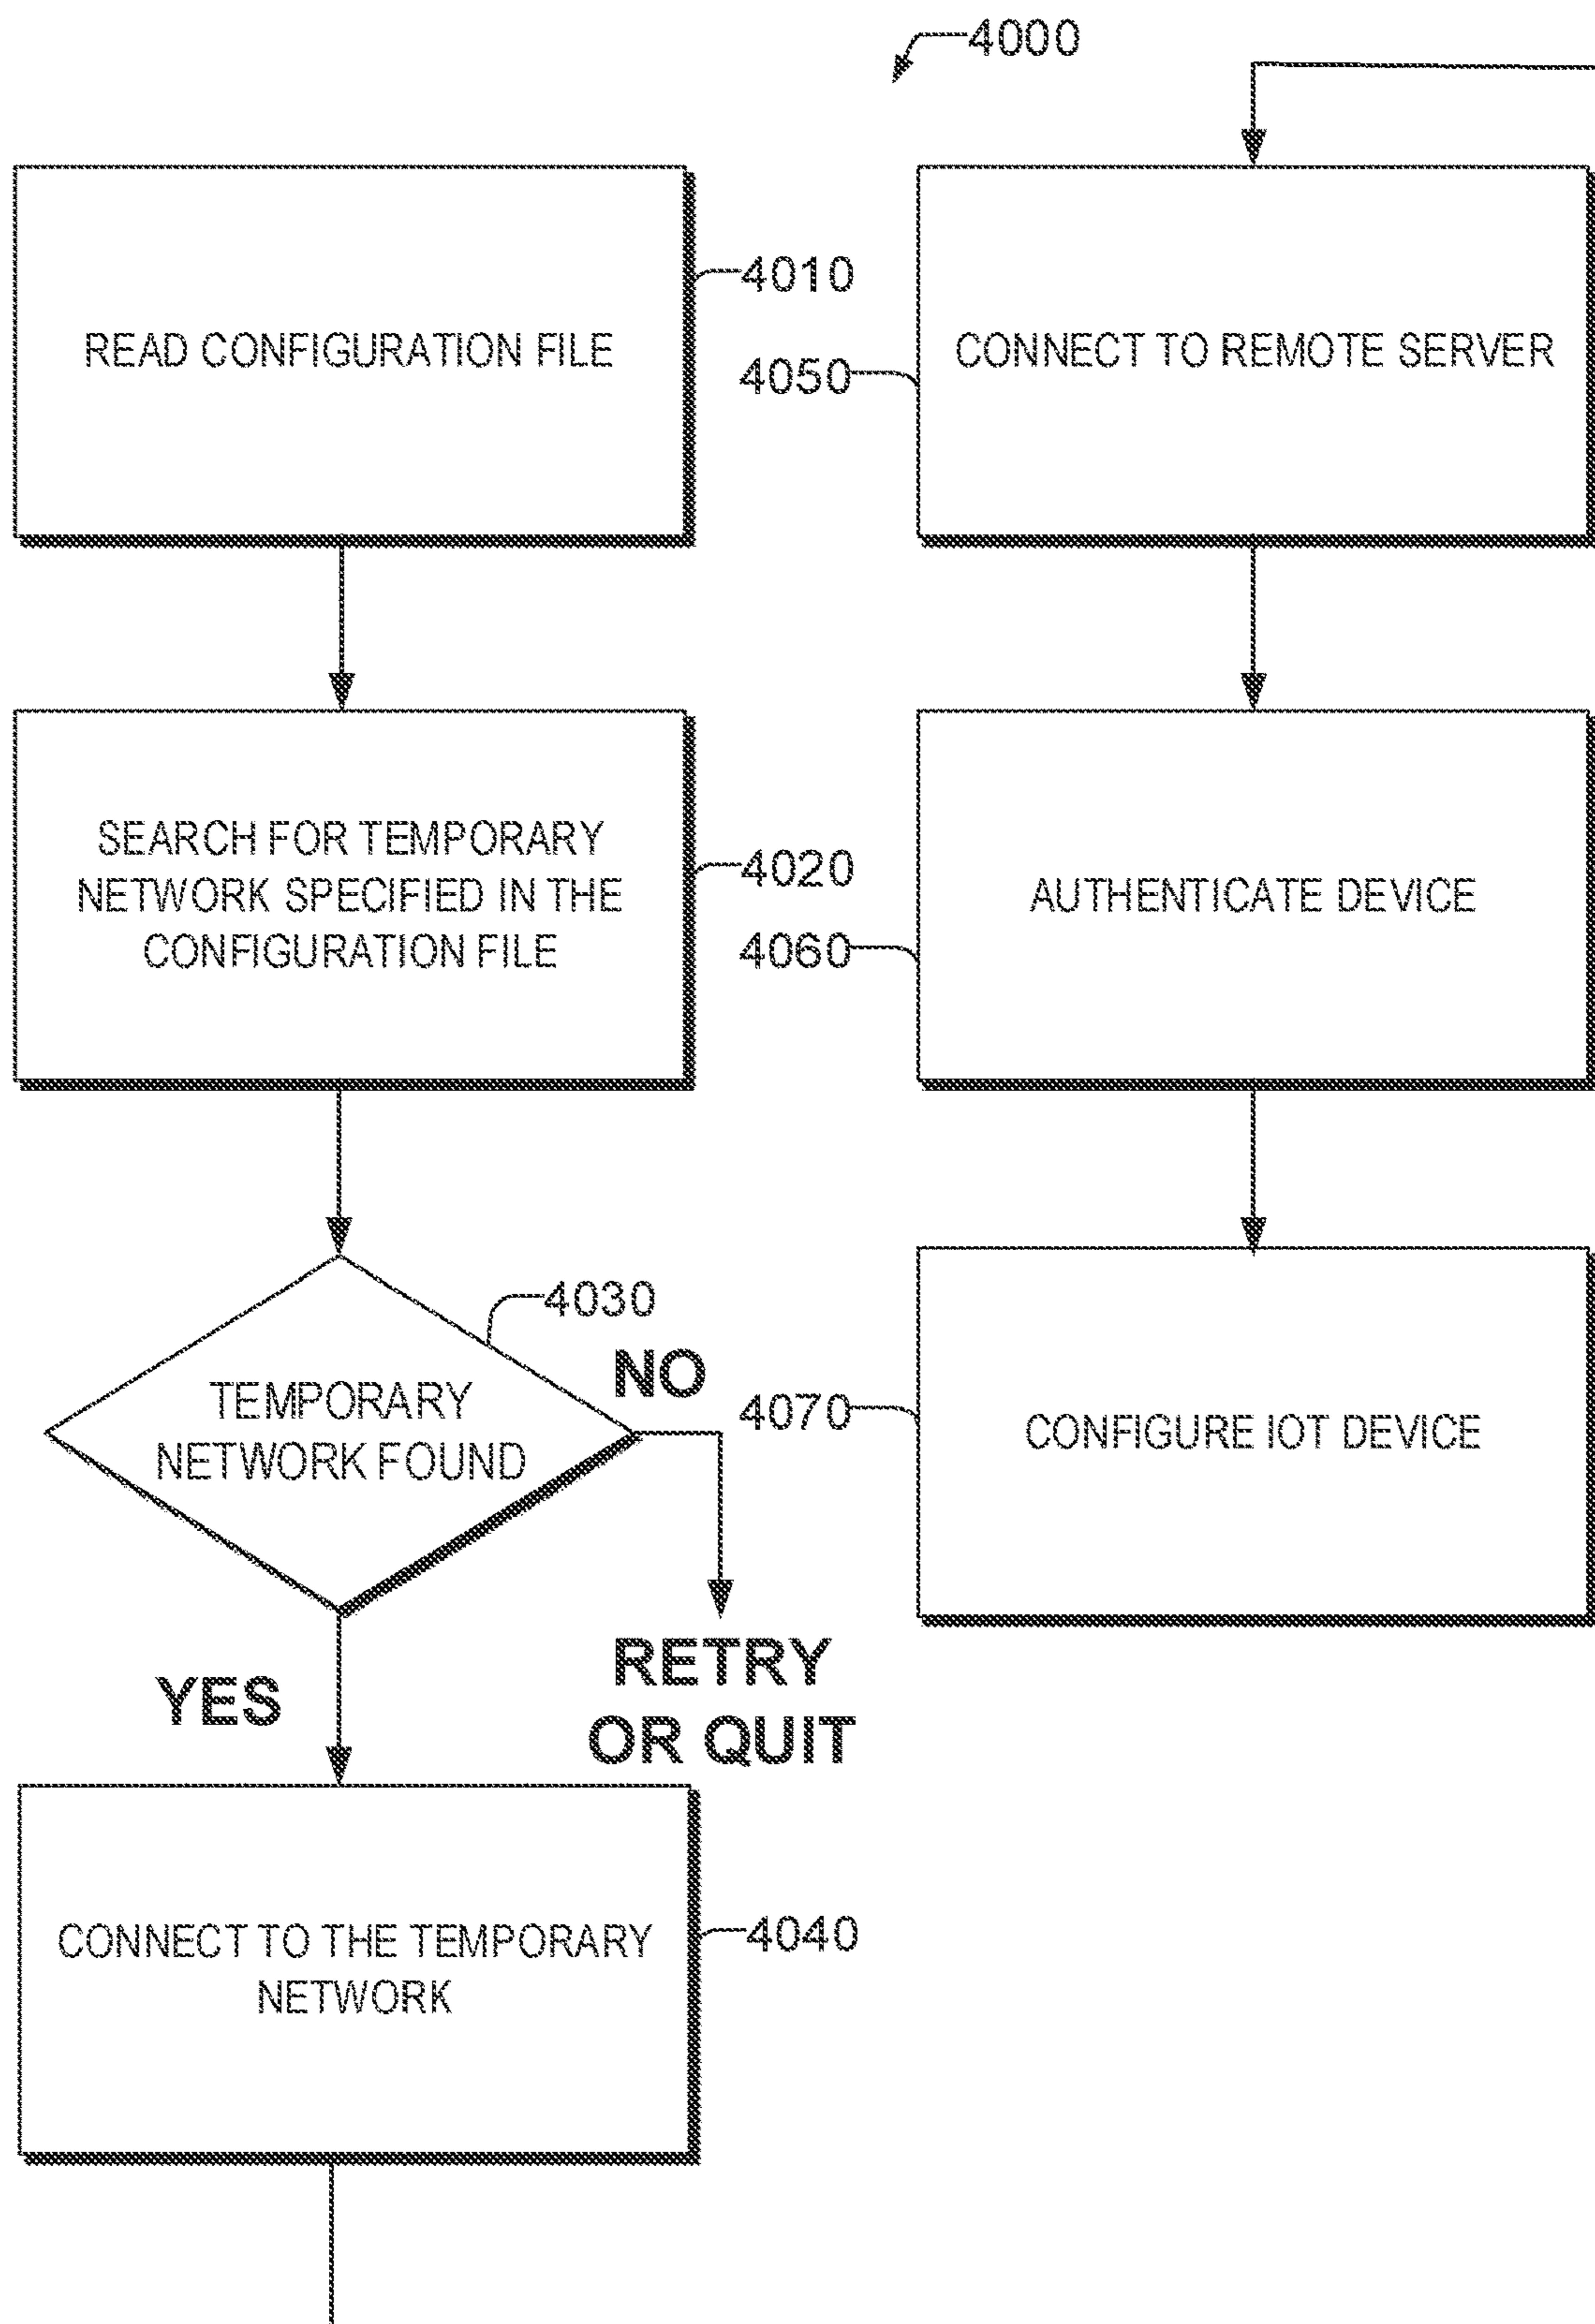 4000
READ CONFIGURATION FILE
4010
SEARCH FOR TEMPORARY
NETWORK SPECIFIED IN THE
CONFIGURATION FILE
4020
TEMPORARY
NETWORK FOUND
4030
NO
RETRY
OR QUIT
YES
CONNECT TO THE TEMPORARY
NETWORK
4040
CONNECT TO REMOTE SERVER
4050
AUTHENTICATE DEVICE
4060
CONFIGURE IOT DEVICE
4070